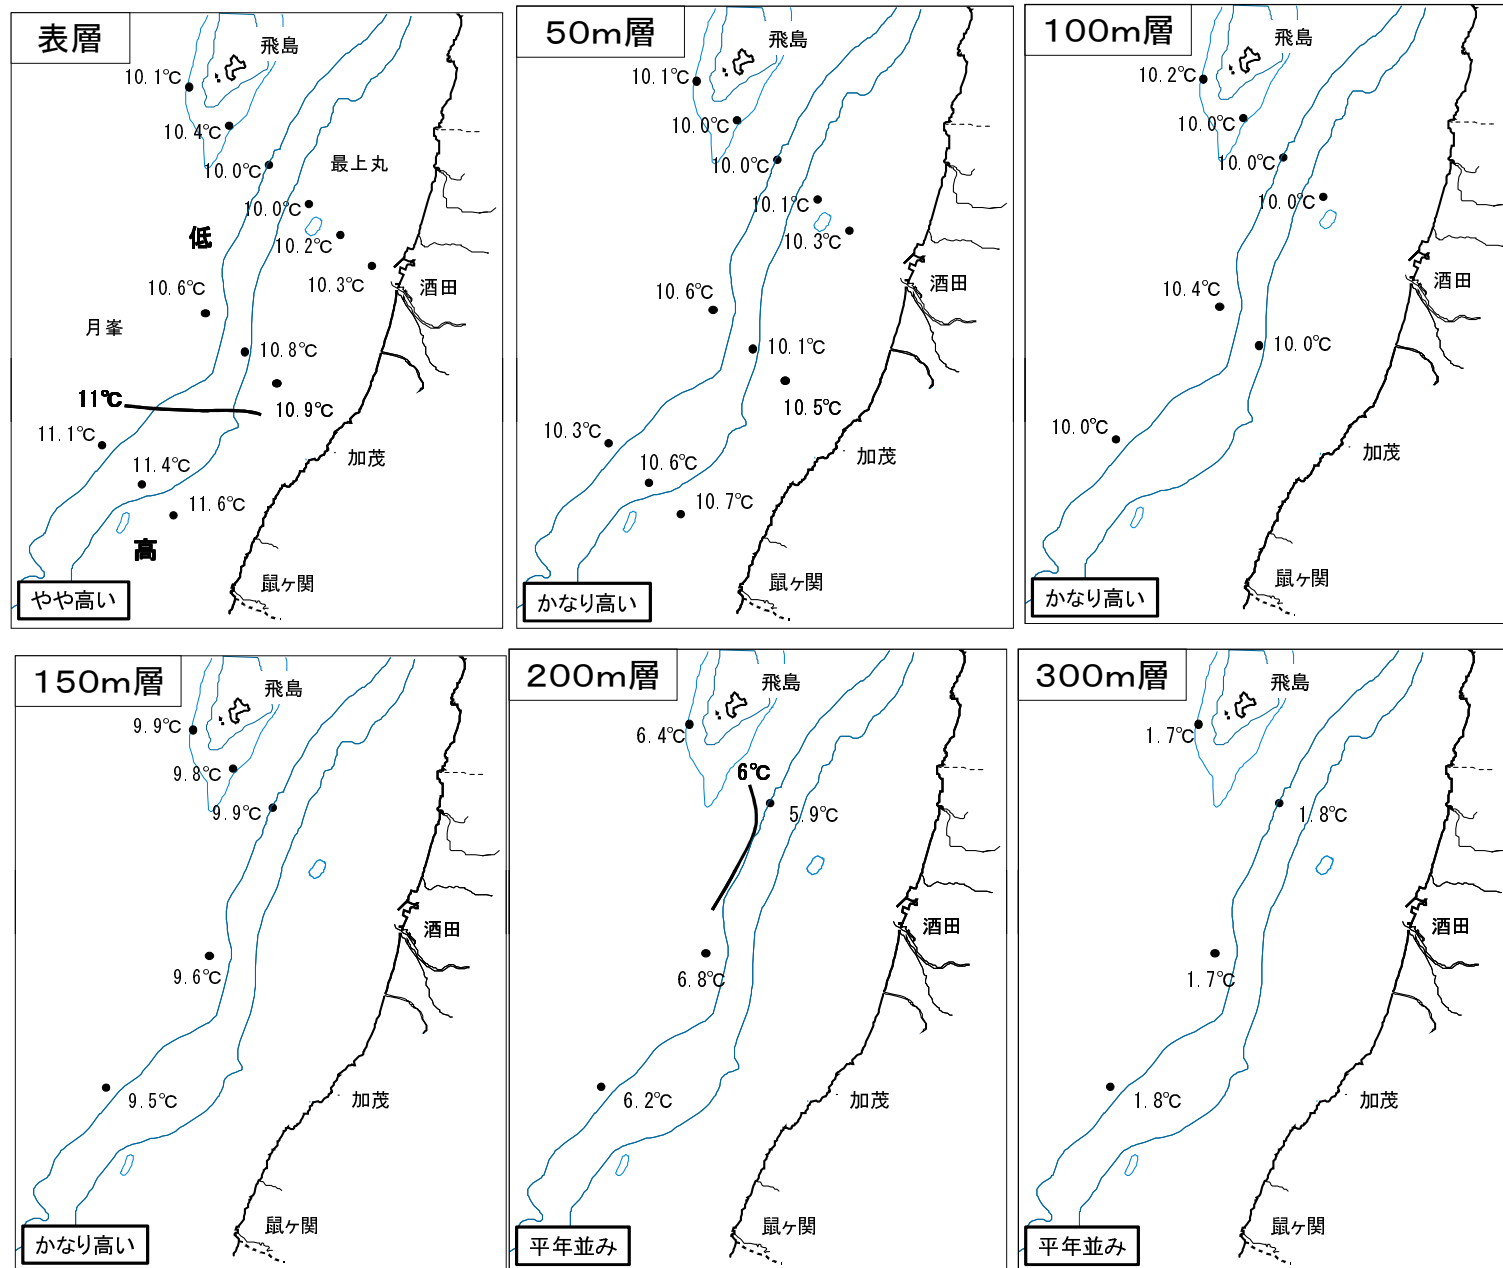 表層
飛島
10.1℃
10.4℃
10.0℃
最上丸
10.0℃
低
10.2℃
10.3℃
酒田
10.6℃
月峯
10.8℃
11℃
10.9℃
11.1℃
加茂
11.4℃
11.6℃
高
鼠ヶ関
やや高い
50m層
飛島
10.1℃
10.0℃
10.0℃
10.1℃
10.3℃
酒田
10.6℃
10.1℃
10.5℃
10.3℃
加茂
10.6℃
10.7℃
鼠ヶ関
かなり高い
100m層
飛島
10.2℃
10.0℃
10.0℃
10.0℃
酒田
10.4℃
10.0℃
10.0℃
加茂
鼠ヶ関
かなり高い
150m層
飛島
9.9℃
9.8℃
9.9℃
酒田
9.6℃
9.5℃
加茂
鼠ヶ関
かなり高い
200m層
飛島
6.4℃
6℃
5.9℃
酒田
6.8℃
6.2℃
加茂
鼠ヶ関
平年並み
300m層
飛島
1.7℃
1.8℃
酒田
1.7℃
1.8℃
加茂
鼠ヶ関
平年並み